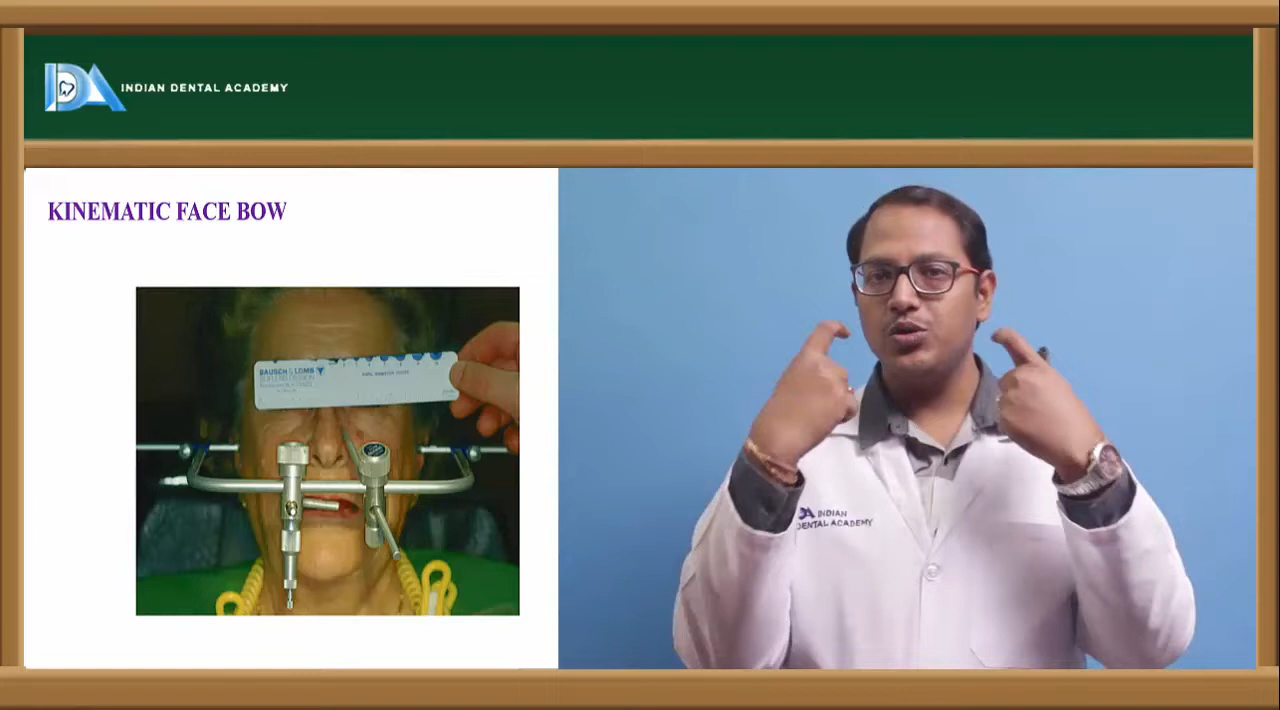 INDIAN DENTAL ACADEMY
KINEMATIC FACE BOW
BAUSCH & LOMB
INDIAN
DENTAL ACADEMY